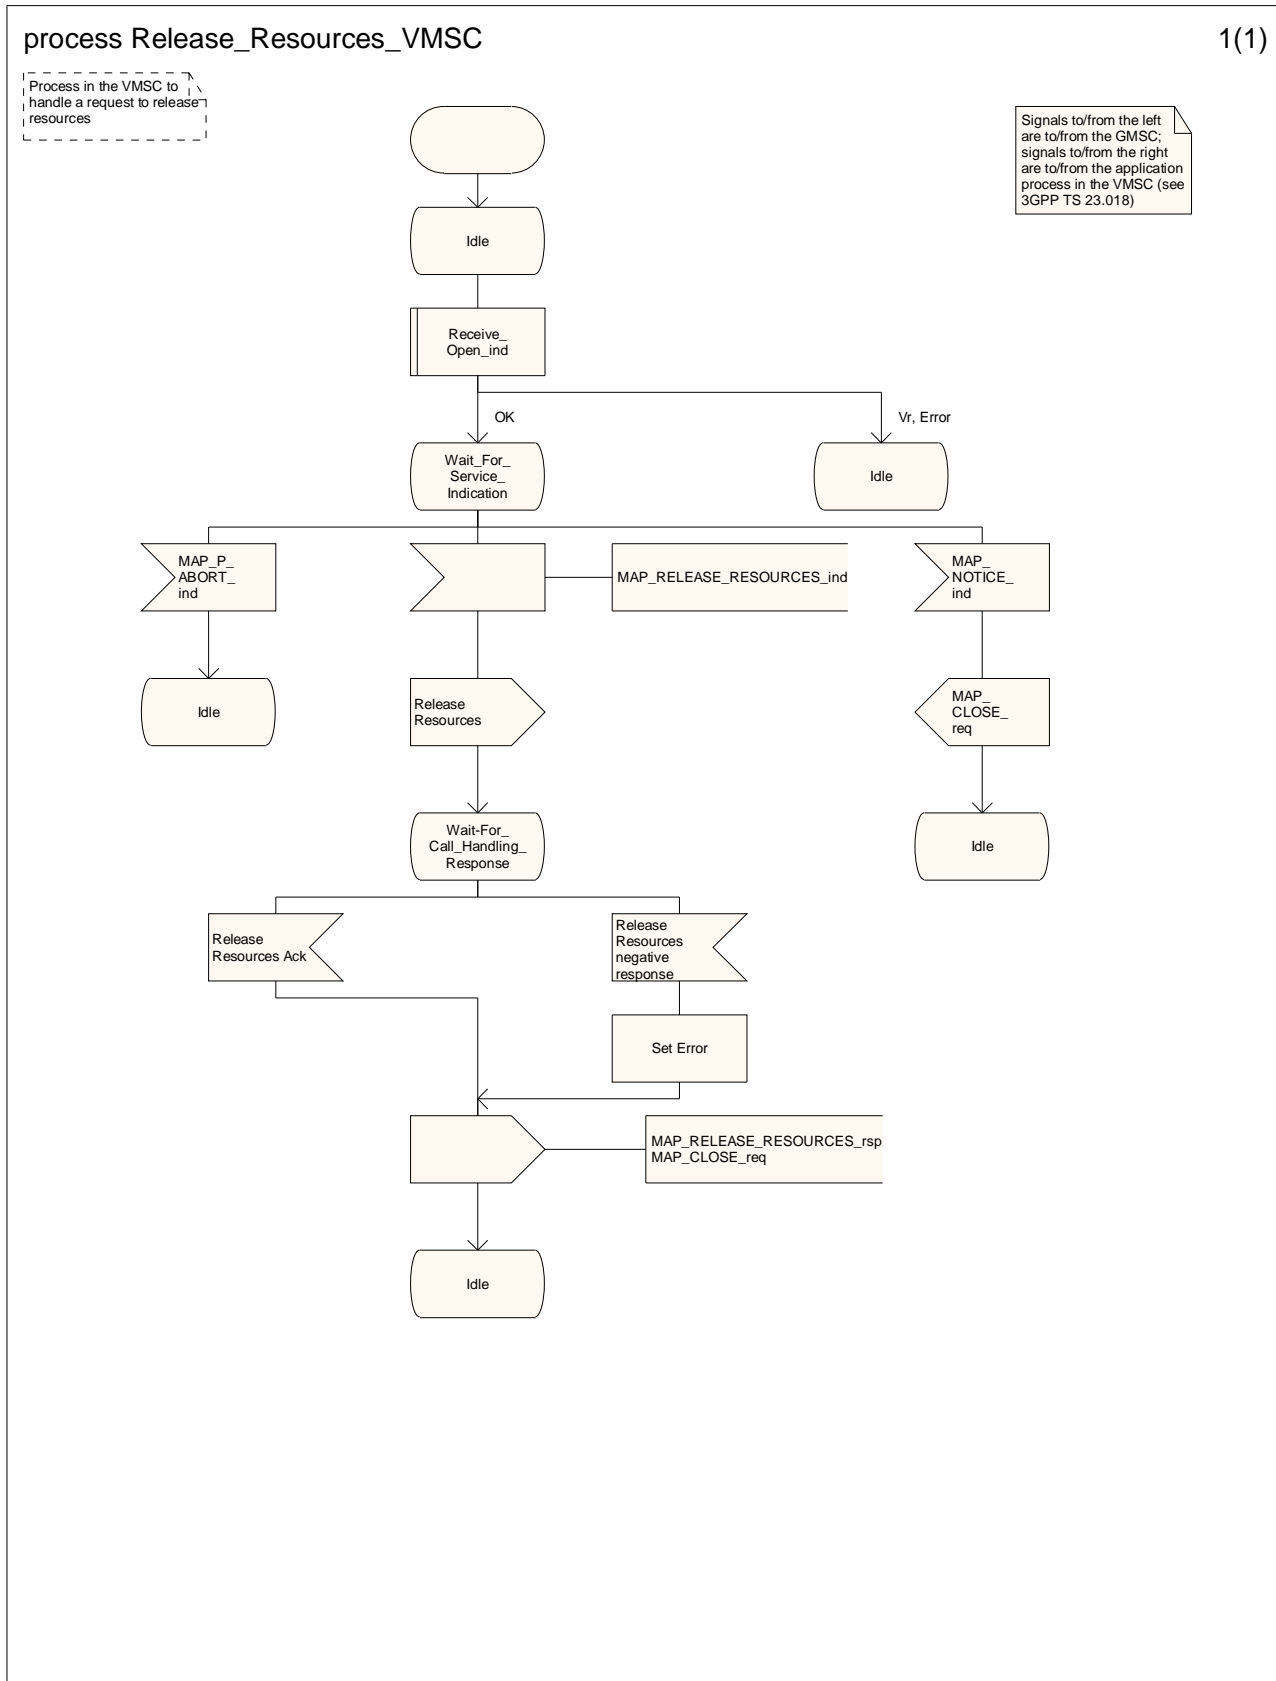 process Release_Resources_VMSC
1(1)
Process in the VMSC to
handle a request to release
resources
Signals to/from the left
are to/from the GMSC;
signals to/from the right
are to/from the application
process in the VMSC (see
3GPP TS 23.018)
Idle
Receive_
Open_ind
OK
Vr, Error
Wait_For_
Service_
Indication
Idle
MAP_P_
ABORT_
ind
MAP_RELEASE_RESOURCES_ind
MAP_
NOTICE_
ind
Idle
Release
Resources
MAP_
CLOSE_
req
Wait-For_
Call_Handling_
Response
Idle
Release
Resources Ack
Release
Resources
negative
response
Set Error
MAP_RELEASE_RESOURCES_rsp
MAP_CLOSE_req
Idle